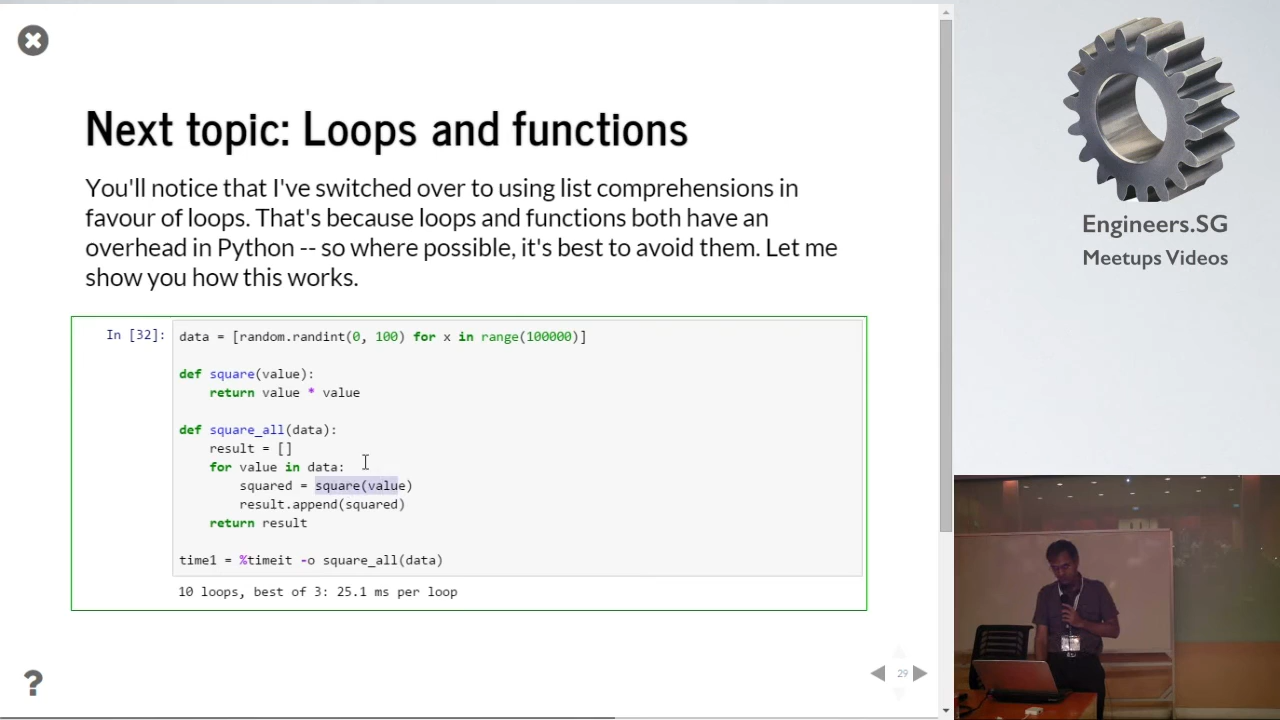 Next topic: Loops and functions
You'll notice that I've switched over to using list comprehensions in
favour of loops. That's because loops and functions both have an
overhead in Python -- so where possible, it's best to avoid them. Let me
show you how this works.
In [32]:
data = [random.randint(0, 100) for x in range(100000)]
def square(value):
return value * value
def square_all(data):
result = []
for value in data:
squared = square(value)
result.append(squared)
return result
time1 = %timeit -o square_all(data)
10 loops, best of 3: 25.1 ms per loop
?
29
Engineers.SG
Meetups Videos